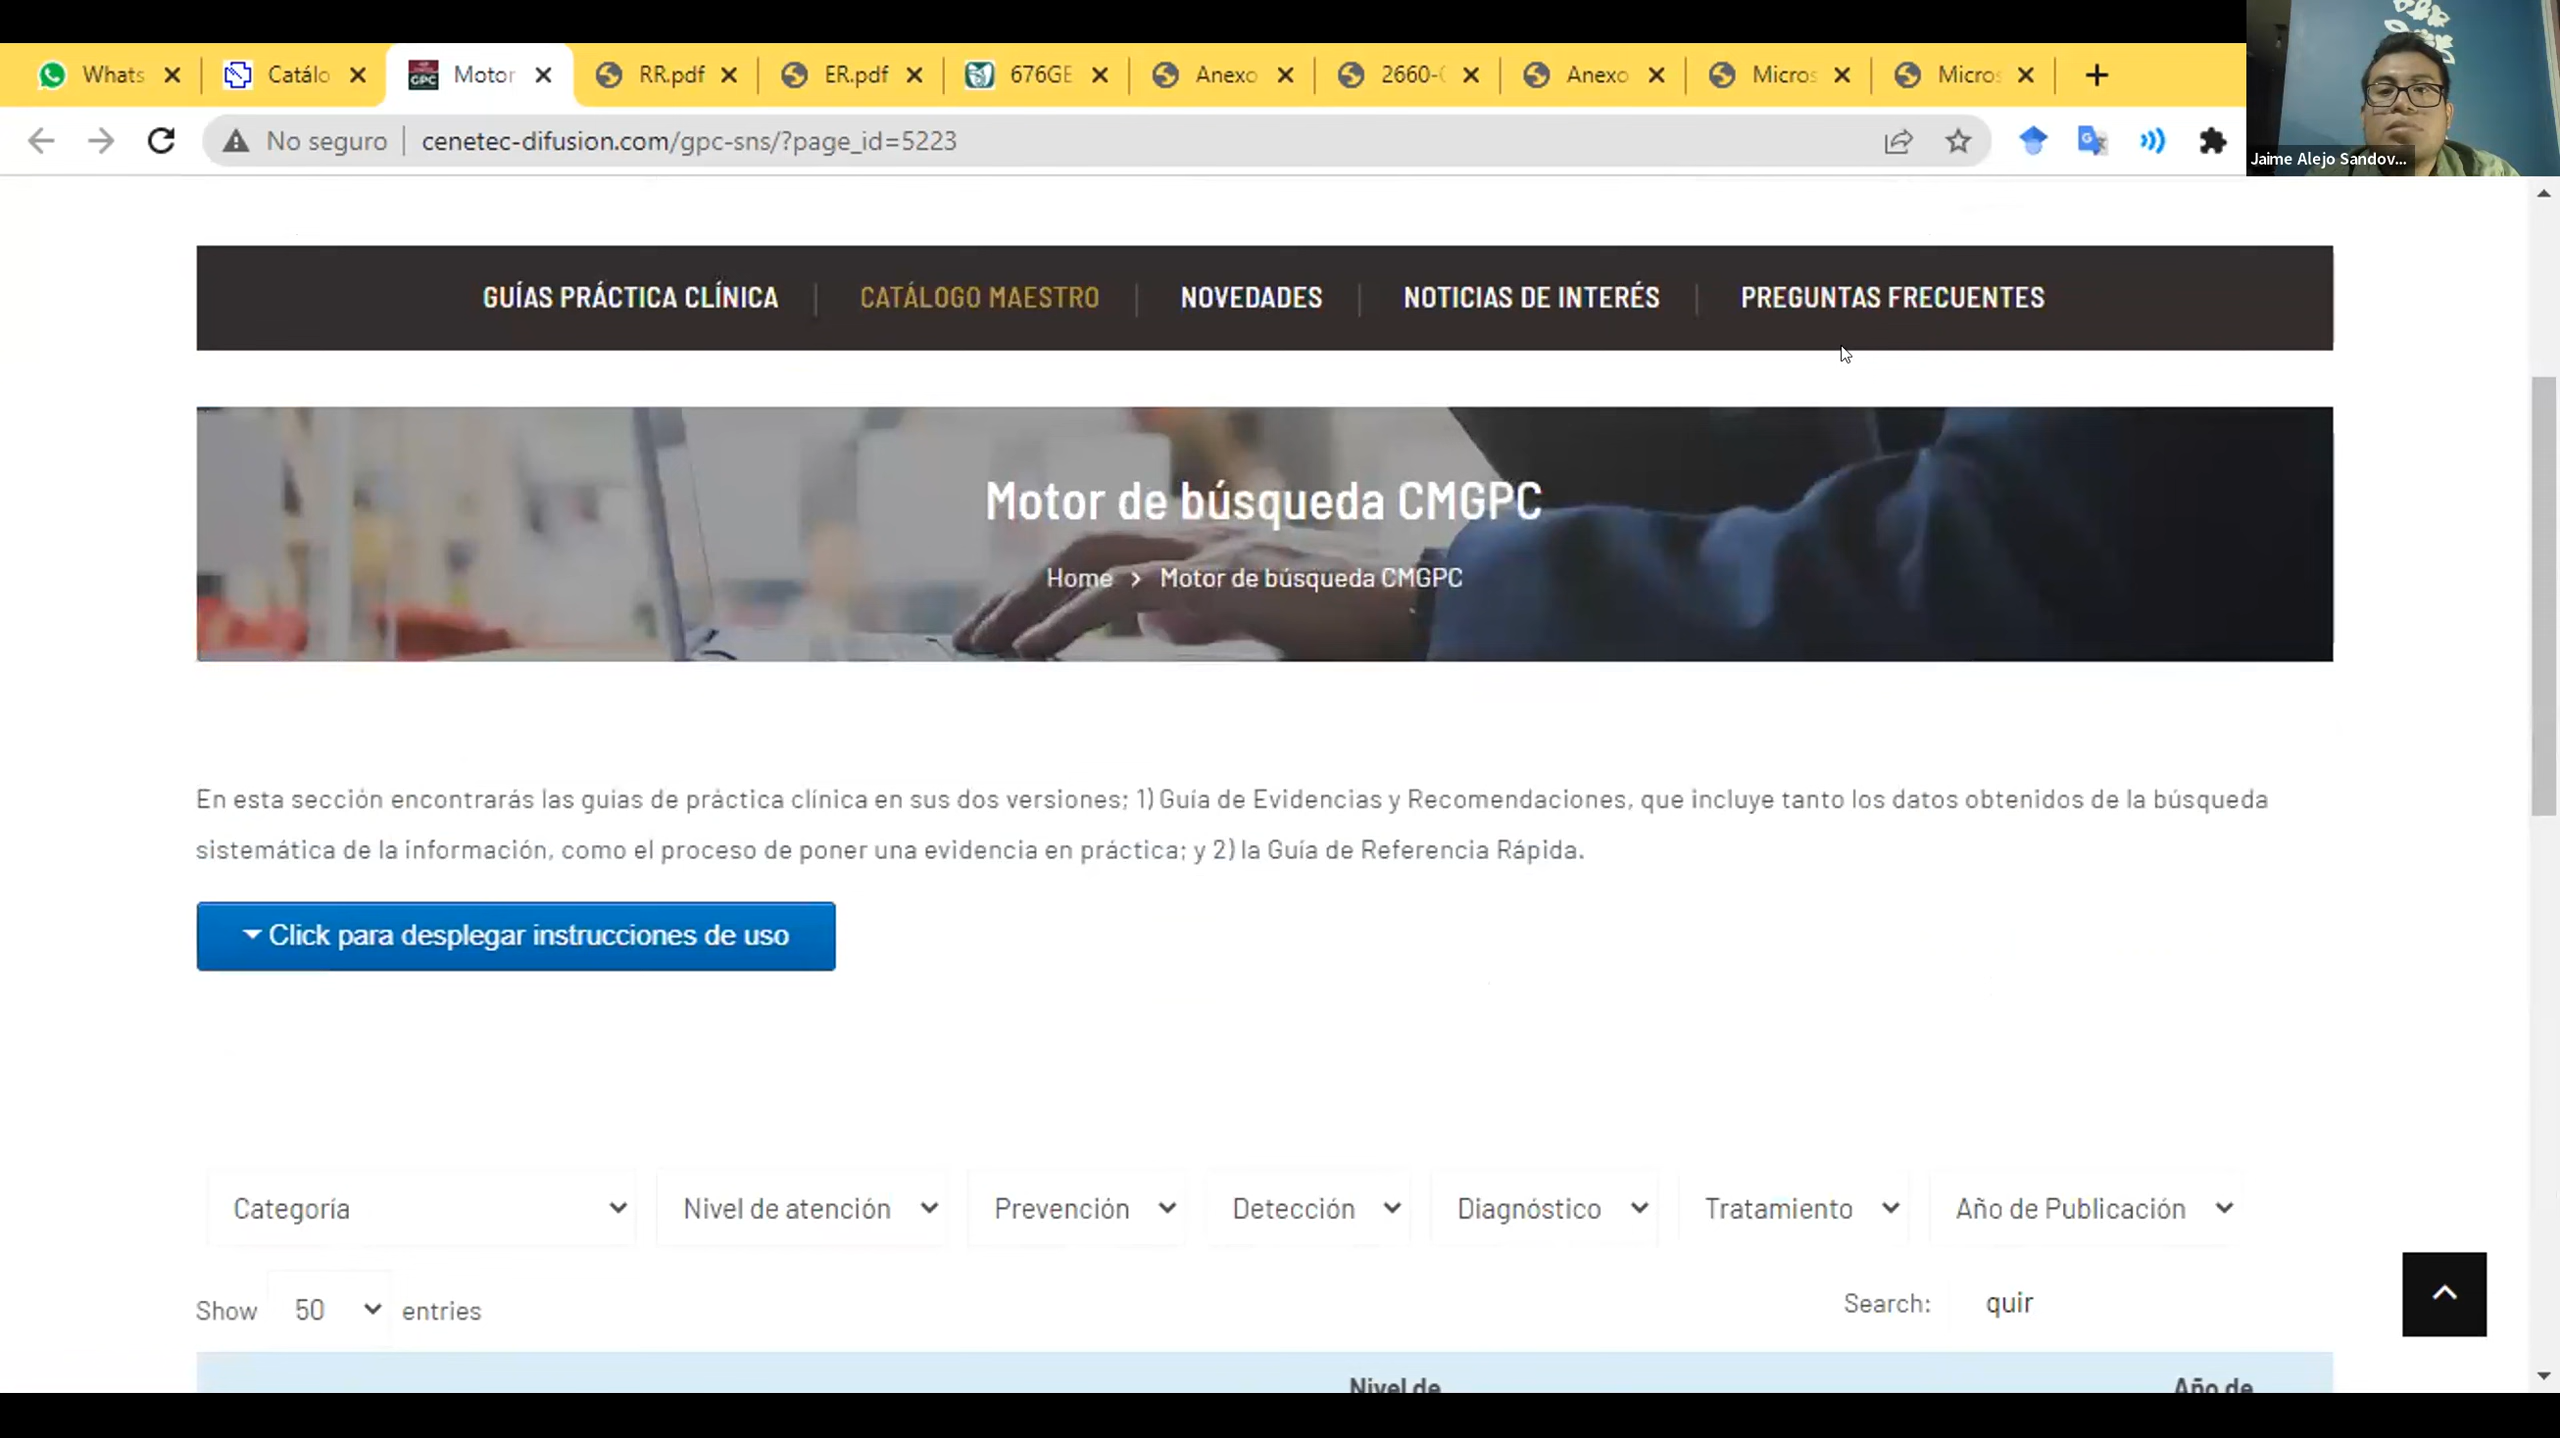 Whats
Catálo
Motor
RR.pdf
ER.pdf
676GE
Anexo
2660-
Anexo
Micros
Micros
No seguro
cenetec-difusion.com/gpc-sns/?page_id=5223
Jaime Alejo Sandov...
GUÍAS PRÁCTICA CLÍNICA
CATÁLOGO MAESTRO
NOVEDADES
NOTICIAS DE INTERÉS
PREGUNTAS FRECUENTES
Motor de búsqueda CMGPC
Home > Motor de búsqueda CMGPC
En esta sección encontrarás las guías de práctica clínica en sus dos versiones; 1) Guía de Evidencias y Recomendaciones, que incluye tanto los datos obtenidos de la búsqueda
sistemática de la información, como el proceso de poner una evidencia en práctica; y 2) la Guía de Referencia Rápida.
Click para desplegar instrucciones de uso
Categoría
Nivel de atención
Prevención
Detección
Diagnóstico
Tratamiento
Año de Publicación
Show 50 entries
Search: quir
Nivel de
Año de